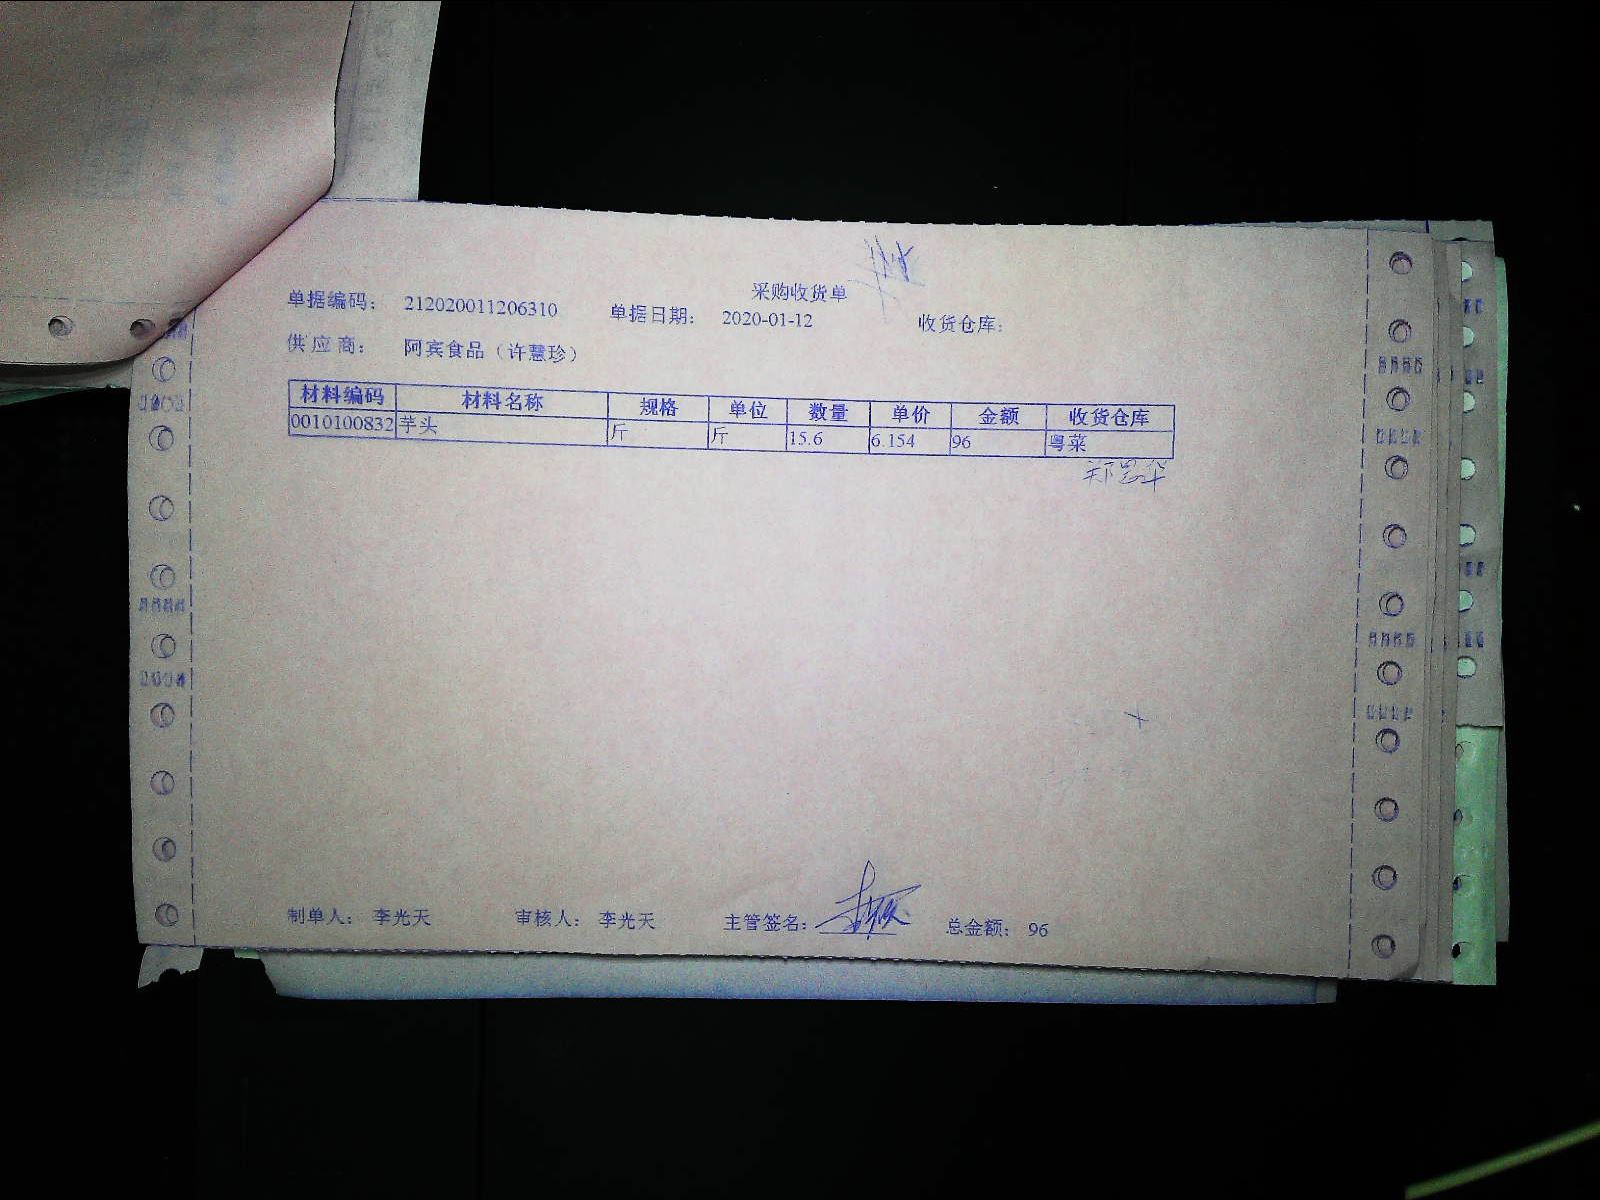 采购收货单
单据编码： 212020011206310 单据日期： 2020-01-12 收货仓库：
供应商： 阿宾食品（许慧珍）
材料编码 材料名称 规格 单位 数量 单价 金额 收货仓库
0010100832 芋头 斤 斤 15.6 6.154 96 粤菜
制单人： 李光天 审核人： 李光天 主管签名： 总金额： 96